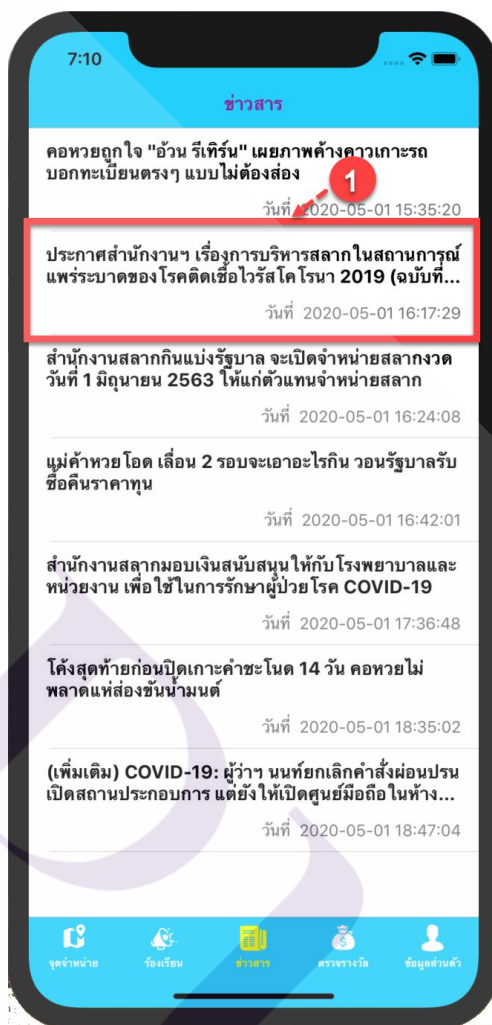 7:10
ข่าวสาร
คอหวยถูกใจ "อ้วน รีเทิร์น" เผยภาพค้างคาวเกาะรถ
บอกทะเบียนตรงๆ แบบไม่ต้องส่อง
1
วันที่ 2020-05-01 15:35:20
ประกาศสำนักงานฯ เรื่องการบริหารสลากในสถานการณ์
แพร่ระบาดของโรคติดเชื้อไวรัสโคโรนา 2019 (ฉบับที่...
วันที่ 2020-05-01 16:17:29
สำนักงานสลากกินแบ่งรัฐบาล จะเปิดจำหน่ายสลากงวด
วันที่ 1 มิถุนายน 2563 ให้แก่ตัวแทนจำหน่ายสลาก
วันที่ 2020-05-01 16:24:08
แม่ค้าหวยโอด เลื่อน 2 รอบจะเอาอะไรกิน วอนรัฐบาลรับ
ซื้อคืนราคาทุน
วันที่ 2020-05-01 16:42:01
สำนักงานสลากมอบเงินสนับสนุนให้กับโรงพยาบาลและ
หน่วยงาน เพื่อใช้ในการรักษาผู้ป่วยโรค COVID-19
วันที่ 2020-05-01 17:36:48
โค้งสุดท้ายก่อนปิดเกาะคำชะโนด 14 วัน คอหวยไม่
พลาดแห่ส่องขันน้ำมนต์
วันที่ 2020-05-01 18:35:02
(เพิ่มเติม) COVID-19: ผู้ว่าฯ นนท์ยกเลิกคำสั่งผ่อนปรน
เปิดสถานประกอบการ แต่ยังให้เปิดศูนย์มือถือในห้าง...
วันที่ 2020-05-01 18:47:04
จุดจำหน่าย ร้องเรียน ข่าวสาร ตรวจรางวัล ข้อมูลส่วนตัว